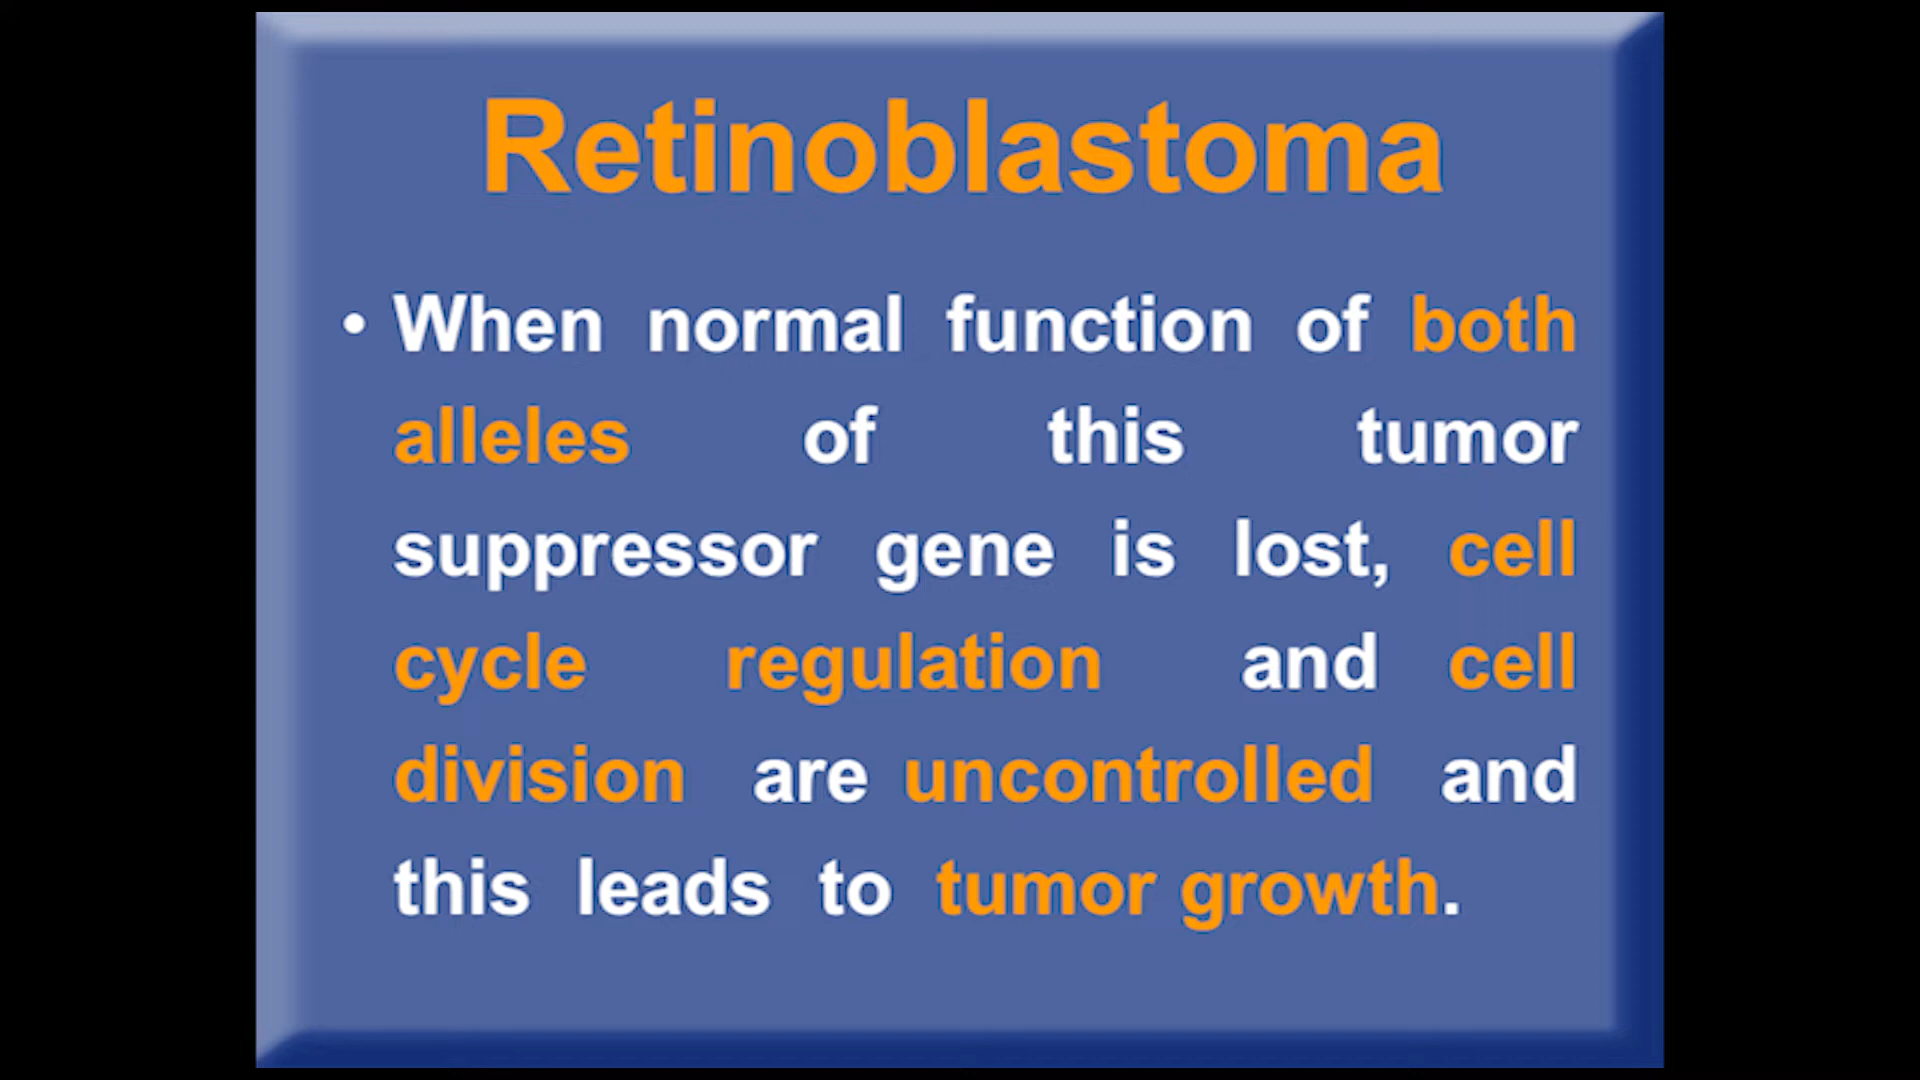 Retinoblastoma
• When normal function of both
alleles of this tumor
suppressor gene is lost, cell
cycle regulation and cell
division are uncontrolled and
this leads to tumor growth.